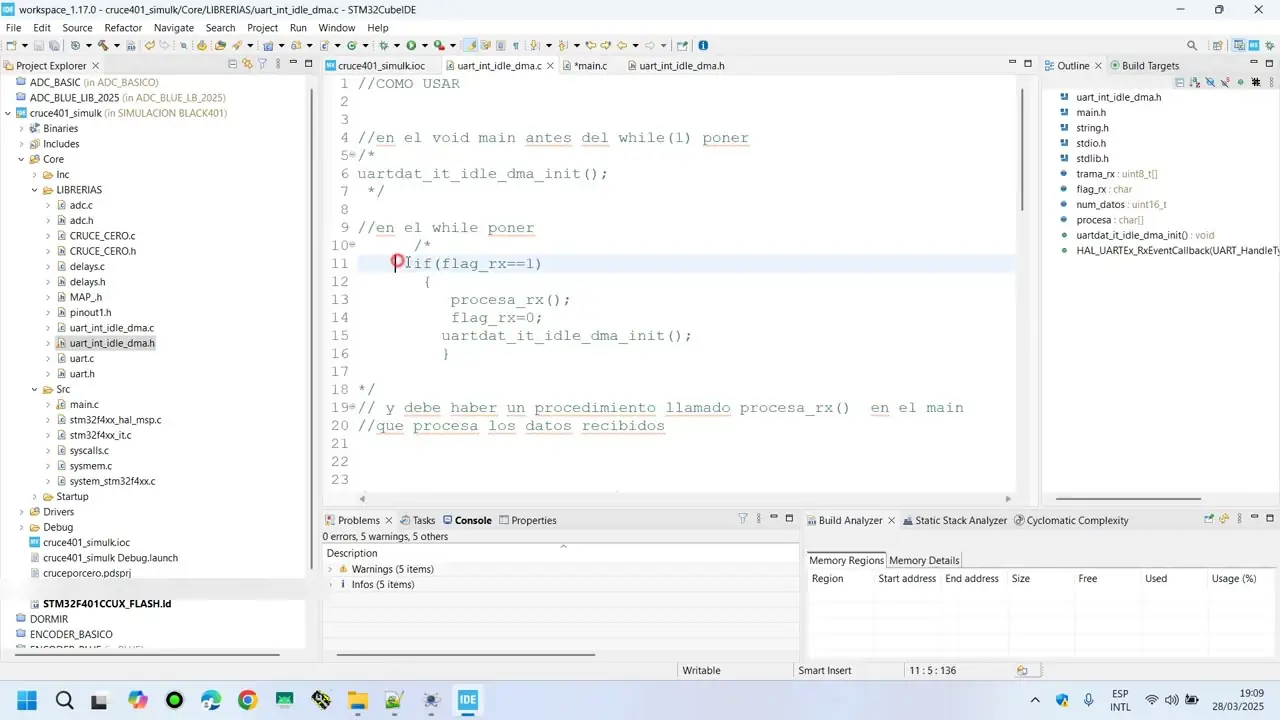 workspace_1.17.0 - cruce401_simulk/Core/LIBRERIAS/uart_int_idle_dma.c - STM32CubeIDE
File Edit Source Refactor Navigate Search Project Run Window Help
Project Explorer
ADC_BASIC (in ADC_BASICO)
ADC_BLUE_LIB_2025 (in ADC_BLUE_LB_2025)
cruce401_simulk (in SIMULACION BLACK401)
Binaries
Includes
Core
Inc
LIBRERIAS
adc.c
adc.h
CRUCE_CERO.c
CRUCE_CERO.h
delays.c
delays.h
MAP_.h
pinout1.h
uart_int_idle_dma.c
uart_int_idle_dma.h
uart.c
uart.h
Src
main.c
stm32f4xx_hal_msp.c
stm32f4xx_it.c
syscalls.c
sysmem.c
system_stm32f4xx.c
Startup
Drivers
Debug
cruce401_simulk.ioc
cruce401_simulk Debug.launch
cruceporcero.pdsprj
STM32F401CCUX_FLASH.ld
DORMIR
ENCODER_BASICO
cruce401_simulk.ioc uart_int_idle_dma.c *main.c uart_int_idle_dma.h
1 //COMO USAR
2
3
4 //en el void main antes del while(1) poner
5 /*
6 uartdat_it_idle_dma_init();
7 */
8
9 //en el while poner
10 /*
11 if(flag_rx==1)
12 {
13 procesa_rx();
14 flag_rx=0;
15 uartdat_it_idle_dma_init();
16 }
17
18 */
19 // y debe haber un procedimiento llamado procesa_rx() en el main
20 //que procesa los datos recibidos
21
22
23
Outline Build Targets
uart_int_idle_dma.h
main.h
string.h
stdio.h
stdlib.h
trama_rx : uint8_t[]
flag_rx : char
num_datos : uint16_t
procesa : char[]
uartdat_it_idle_dma_init() : void
HAL_UARTEx_RxEventCallback(UART_HandleTy
Problems Tasks Console Properties
0 errors, 5 warnings, 5 others
Description
Warnings (5 items)
Infos (5 items)
Build Analyzer Static Stack Analyzer Cyclomatic Complexity
Memory Regions Memory Details
Region Start address End address Size Free Used Usage (%)
Writable Smart Insert 11 : 5 : 136
IDE
ESP
INTL
19:09
28/03/2025